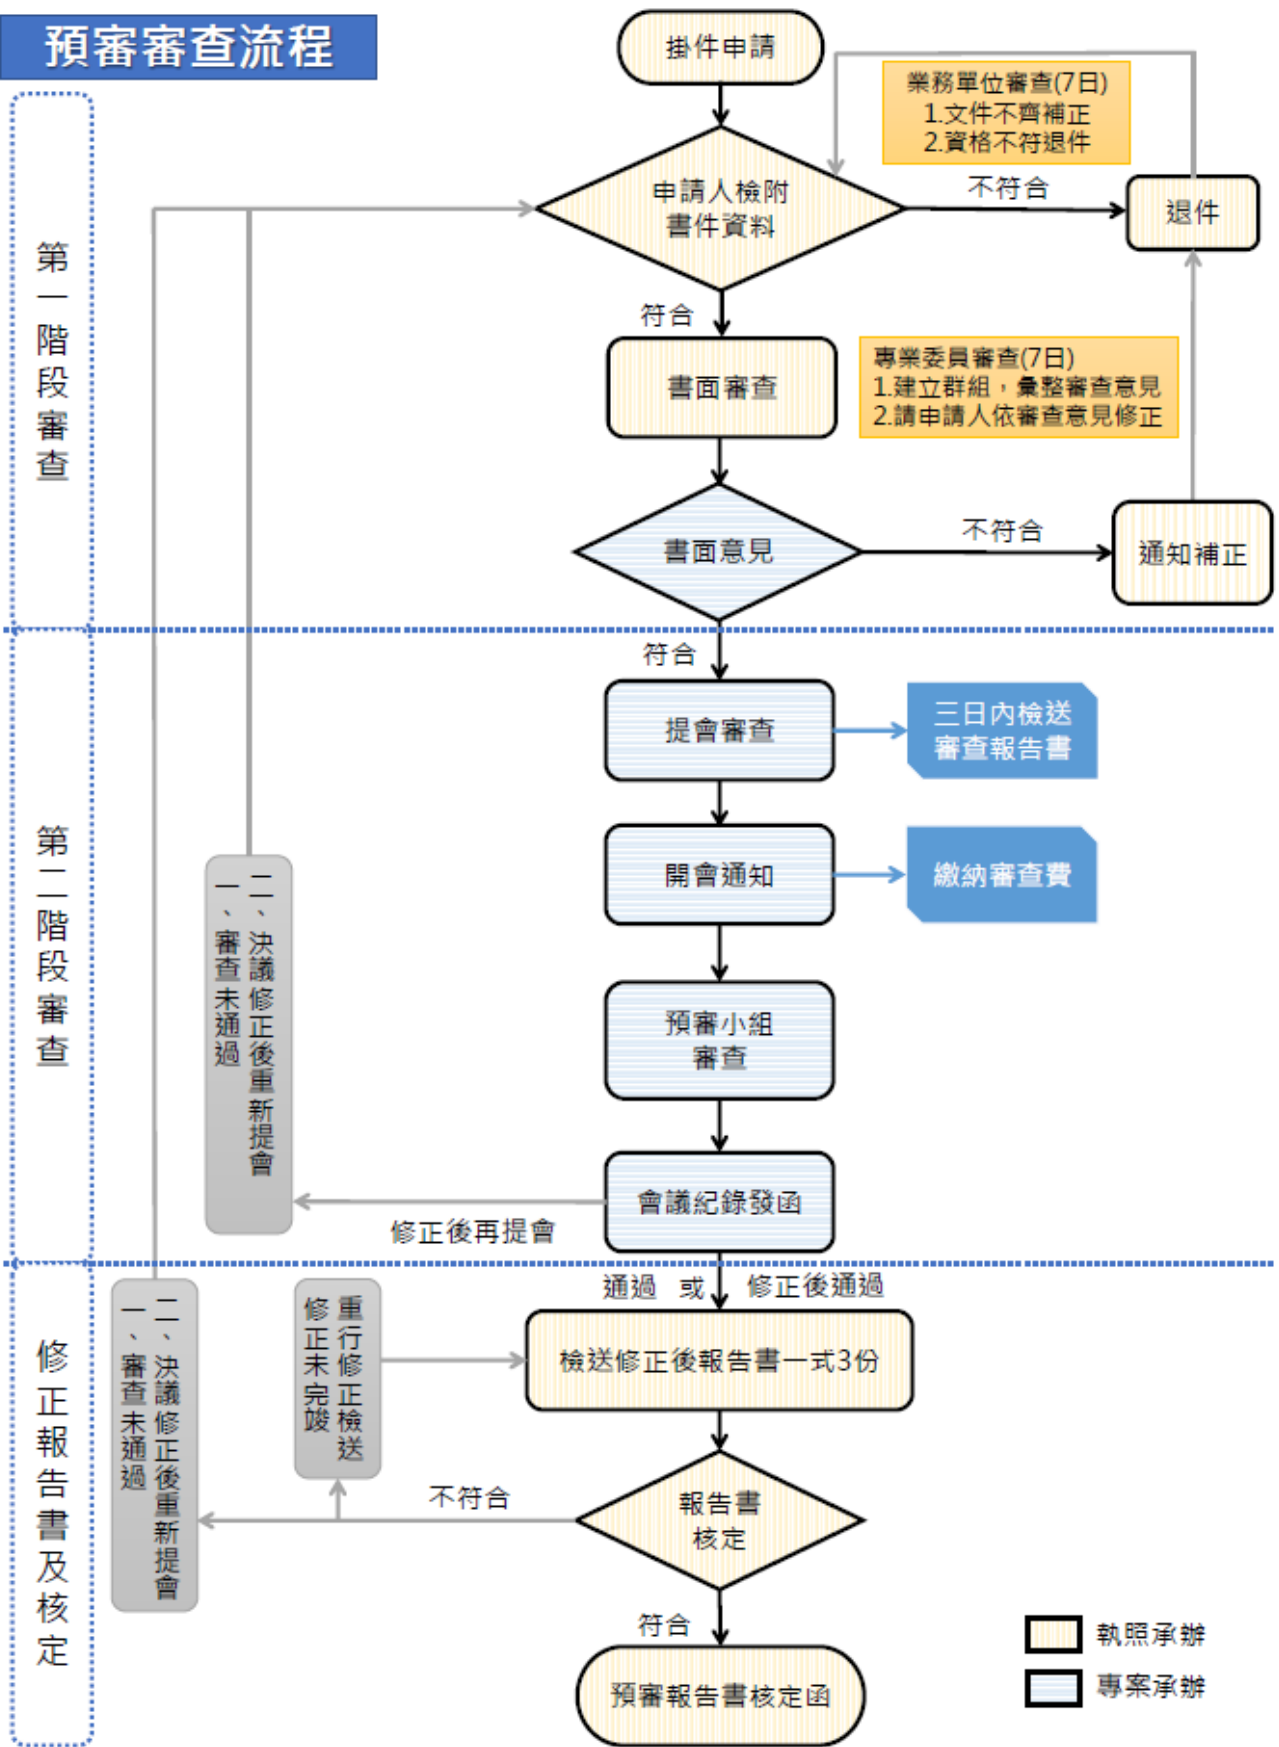 預審審查流程
掛件申請
業務單位審查(7日)
1.文件不齊補正
2.資格不符退件
第一階段審查
申請人檢附
書件資料
不符合
退件
符合
書面審查
專業委員審查(7日)
1.建立群組，彙整審查意見
2.請申請人依審查意見修正
書面意見
不符合
通知補正
符合
第二階段審查
提會審查
三日內檢送
審查報告書
開會通知
繳納審查費
一、審查未通過
二、決議修正後重新提會
預審小組
審查
會議紀錄發函
修正後再提會
通過 或 修正後通過
修正報告書及核定
一、審查未通過
二、決議修正後重新提會
修正未完竣
重行修正檢送
檢送修正後報告書一式3份
不符合
報告書
核定
符合
預審報告書核定函
執照承辦
專案承辦